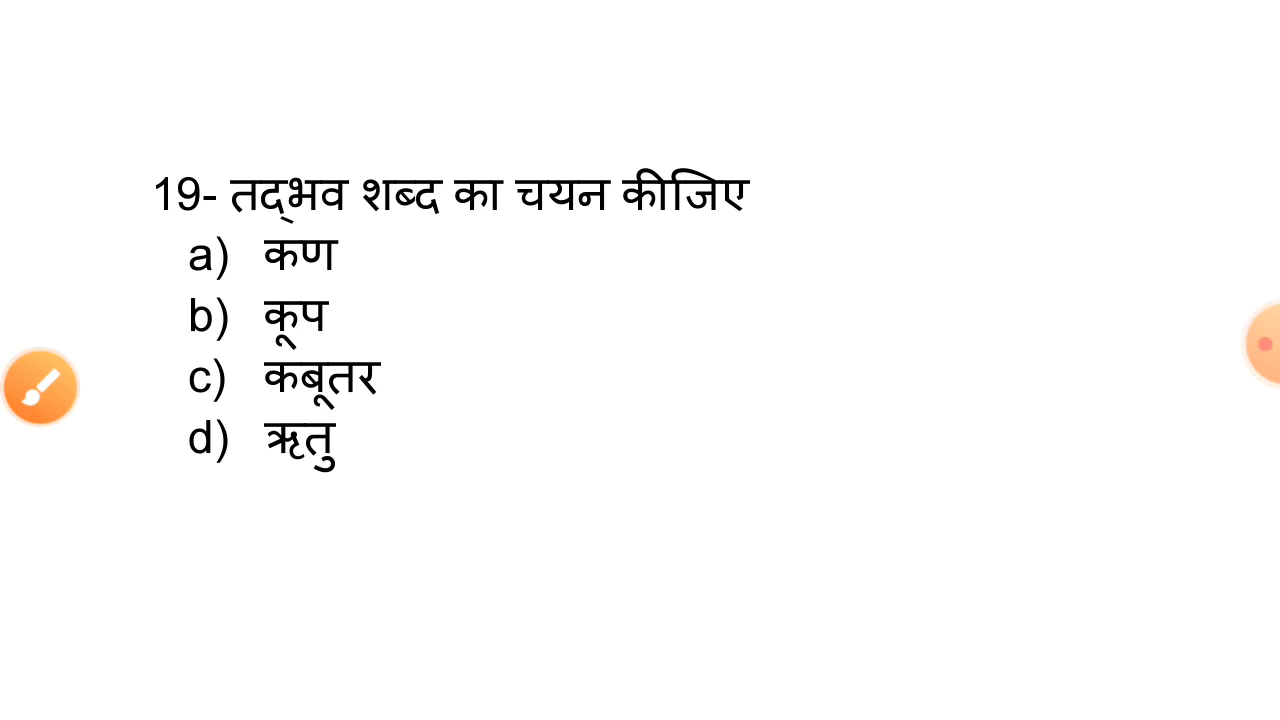 19- तद्भव शब्द का चयन कीजिए
a) कण
b) कूप
c) कबूतर
d) ऋतु